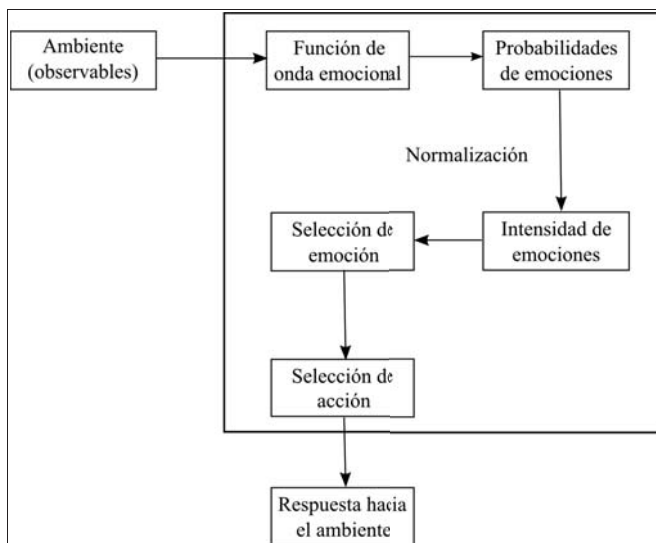 Ambiente
(observables)
Función de
onda emocional
Probabilidades
de emociones
Normalización
Intensidad de
emociones
Selección de
emoción
Selección de
acción
Respuesta hacia
el ambiente